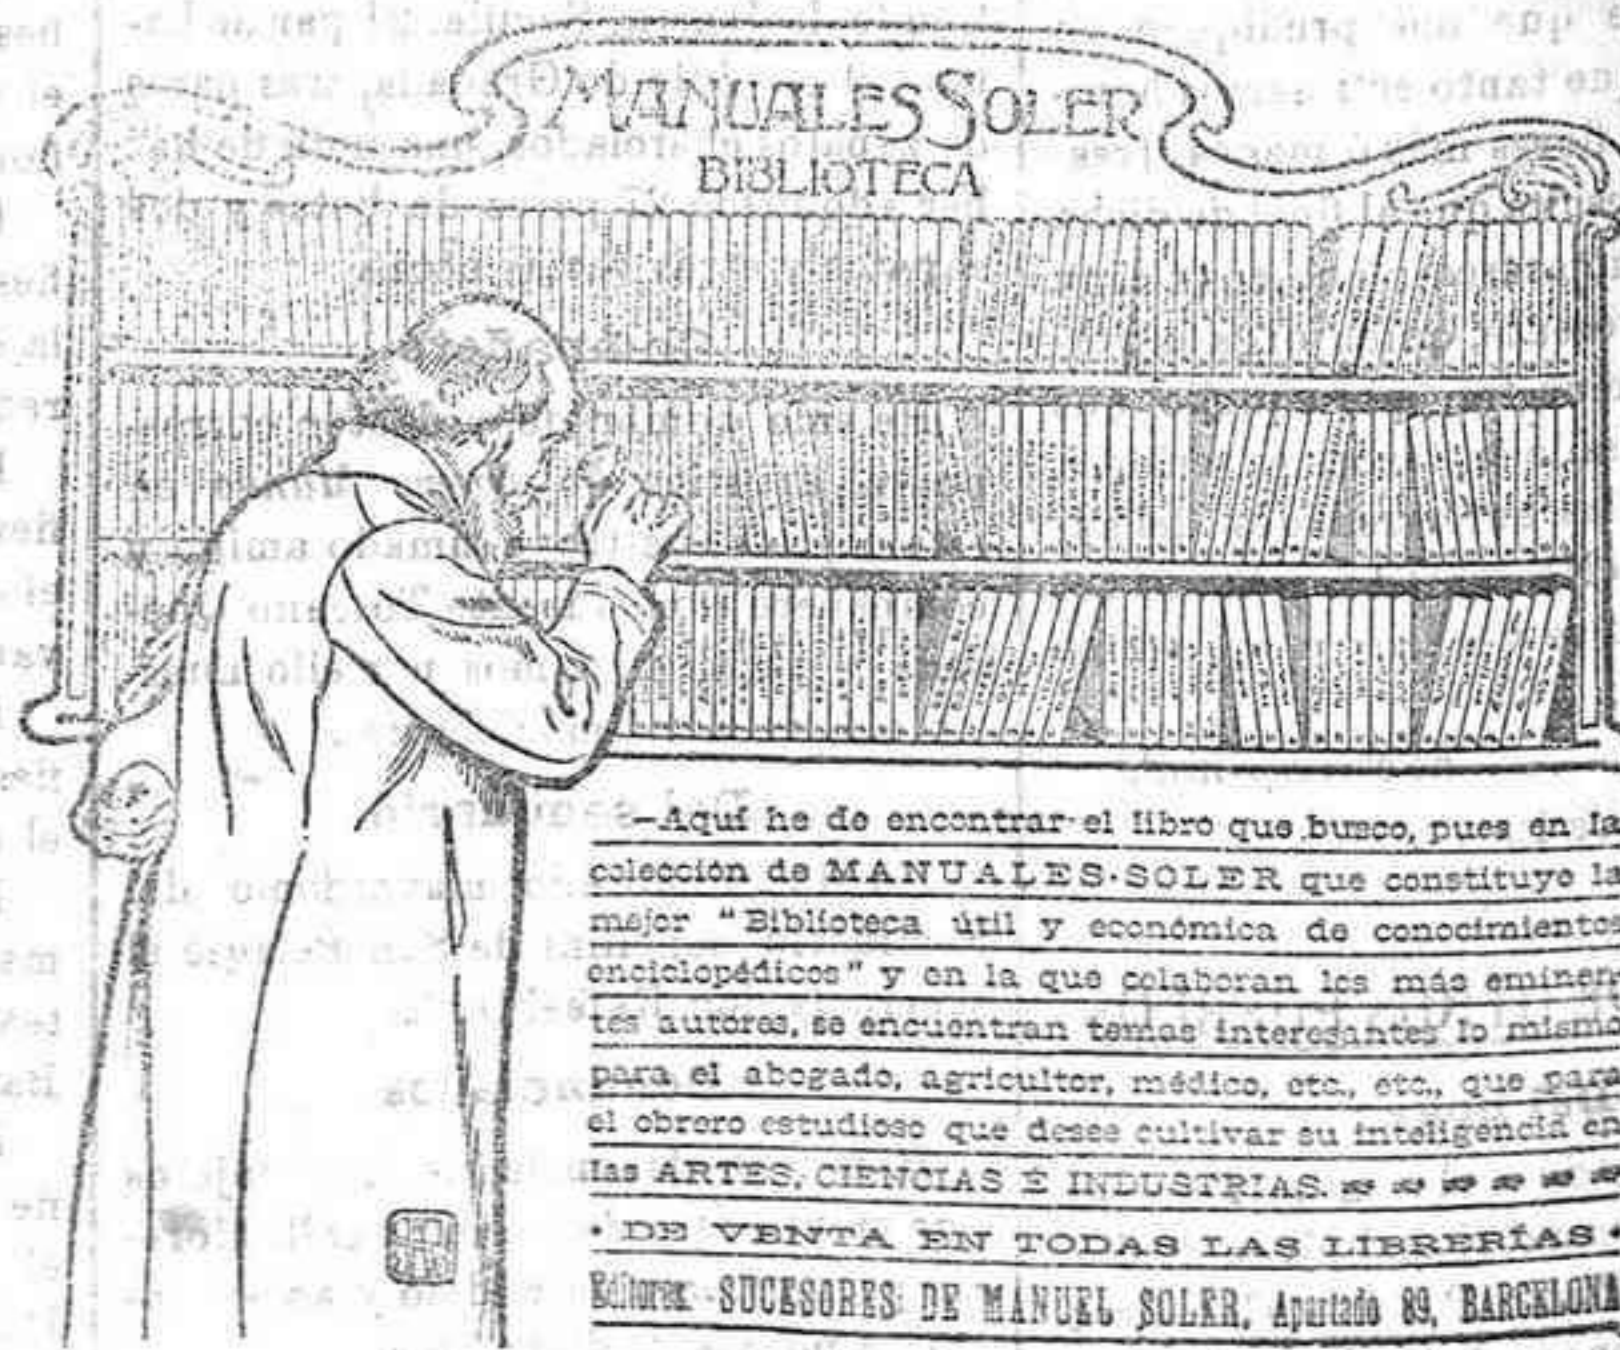 MANUALES SOLER
BIBLIOTECA
—Aquí he de encontrar el libro que busco, pues en la
colección de MANUALES-SOLER que constituye la
mejor "Biblioteca útil y económica de conocimientos
enciclopédicos" y en la que colaboran los más eminen
tes autores, se encuentran temas interesantes lo mismo
para el abogado, agricultor, médico, etc., etc., que para
el obrero estudioso que desee cultivar su inteligencia en
las ARTES, CIENCIAS É INDUSTRIAS.
• DE VENTA EN TODAS LAS LIBRERÍAS •
Editores: SUCESORES DE MANUEL SOLER, Apartado 89, BARCELONA